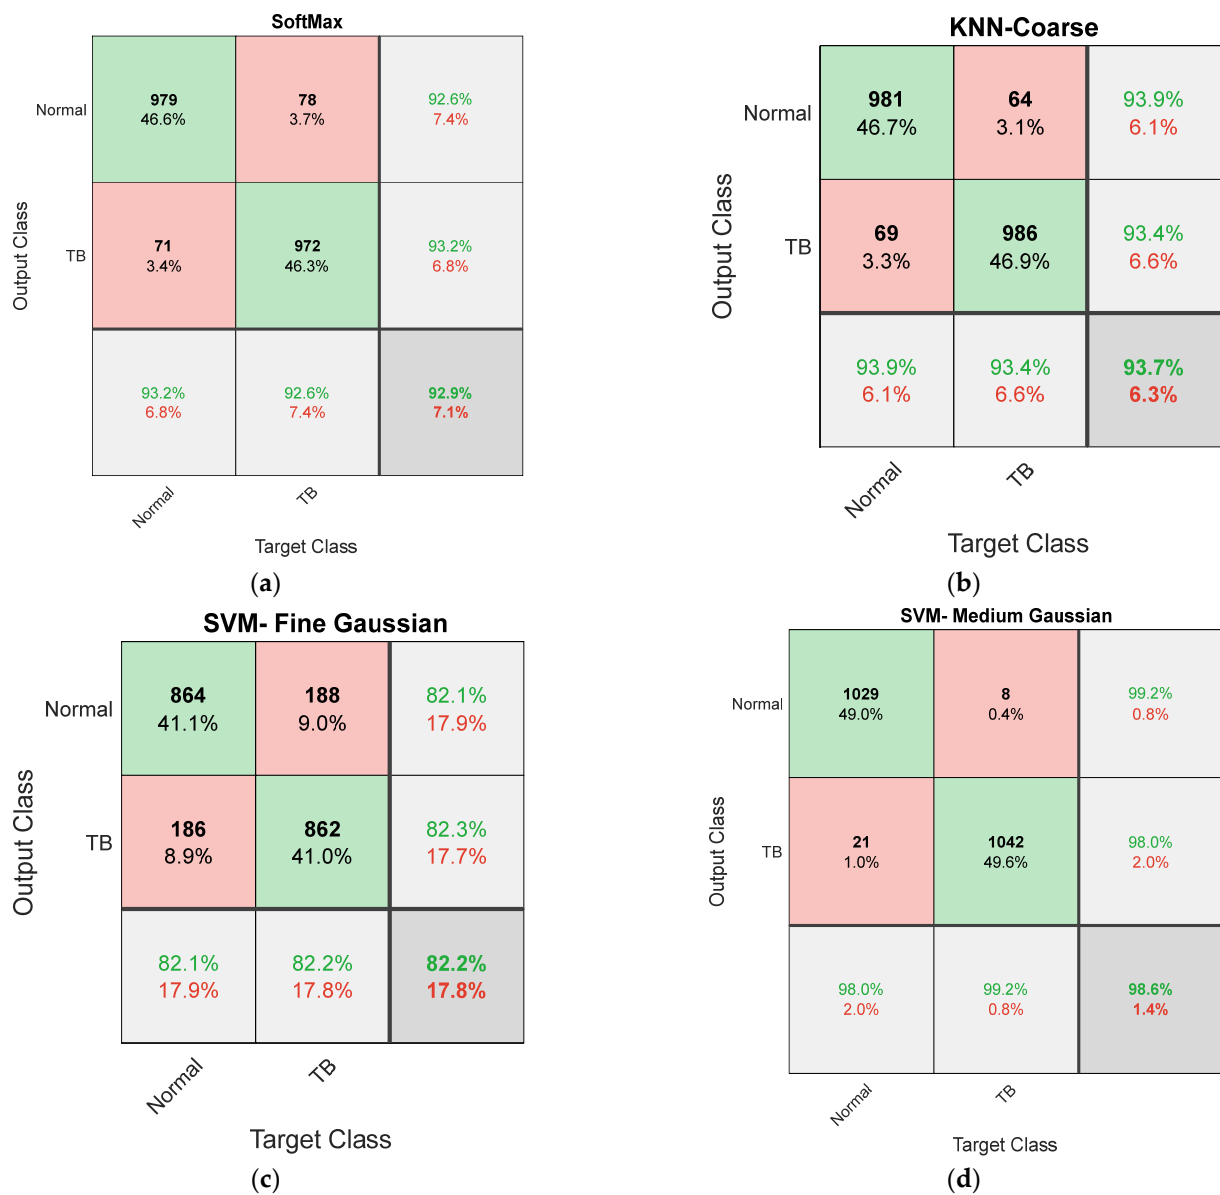 SoftMax
Normal
979
46.6%
78
3.7%
92.6%
7.4%
TB
71
3.4%
972
46.3%
93.2%
6.8%
93.2%
6.8%
92.6%
7.4%
92.9%
7.1%
Output Class
Normal
TB
Target Class
(a)
KNN-Coarse
Normal
981
46.7%
64
3.1%
93.9%
6.1%
TB
69
3.3%
986
46.9%
93.4%
6.6%
93.9%
6.1%
93.4%
6.6%
93.7%
6.3%
Output Class
Normal
TB
Target Class
(b)
SVM- Fine Gaussian
Normal
864
41.1%
188
9.0%
82.1%
17.9%
TB
186
8.9%
862
41.0%
82.3%
17.7%
82.1%
17.9%
82.2%
17.8%
82.2%
17.8%
Output Class
Normal
TB
Target Class
(c)
SVM- Medium Gaussian
Normal
1029
49.0%
8
0.4%
99.2%
0.8%
TB
21
1.0%
1042
49.6%
98.0%
2.0%
98.0%
2.0%
99.2%
0.8%
98.6%
1.4%
Output Class
Normal
TB
Target Class
(d)